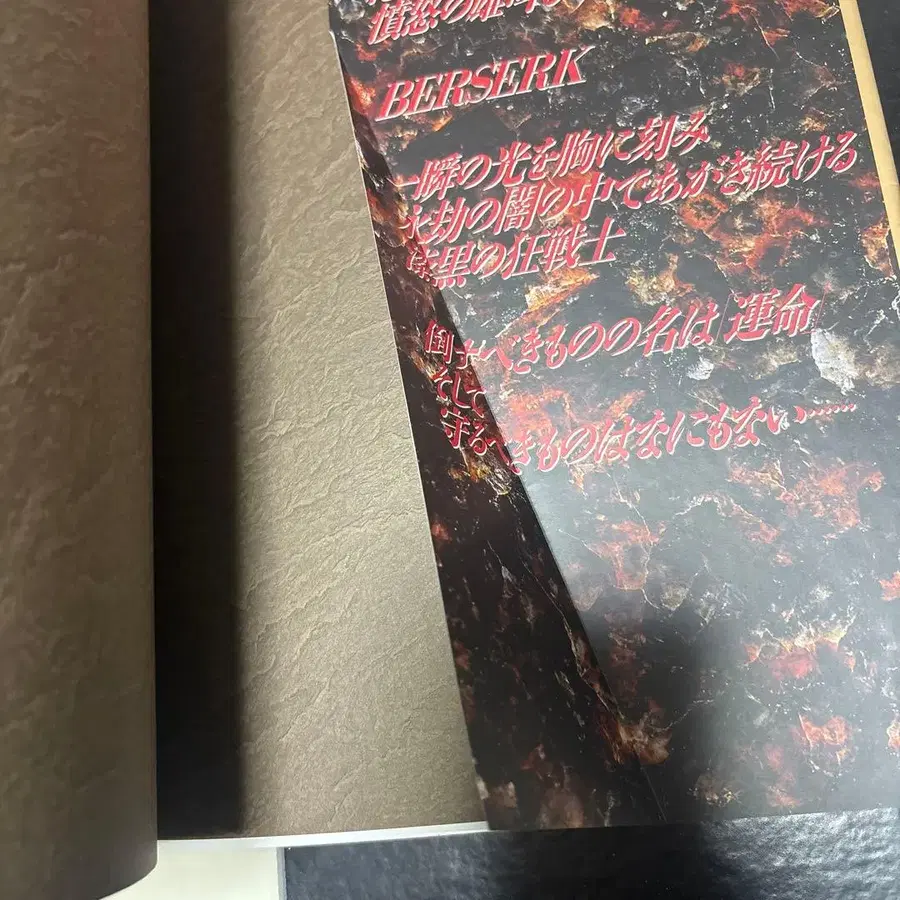 憤怒の雄叫び
BERSERK
一瞬の光を胸に刻み
永劫の闇の中であがき続ける
漆黒の狂戦士
倒すべきものの名は「運命」
そして
守るべきものはなにもない……